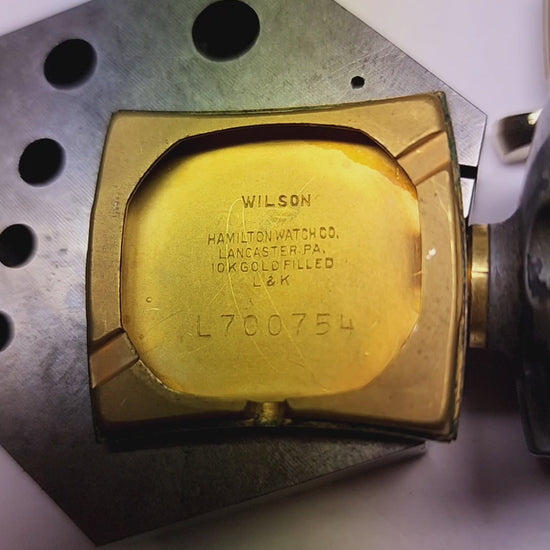 WILSON
HAMILTON WATCH CO.
LANCASTER, PA.
10K GOLD FILLED
L & K
L700754